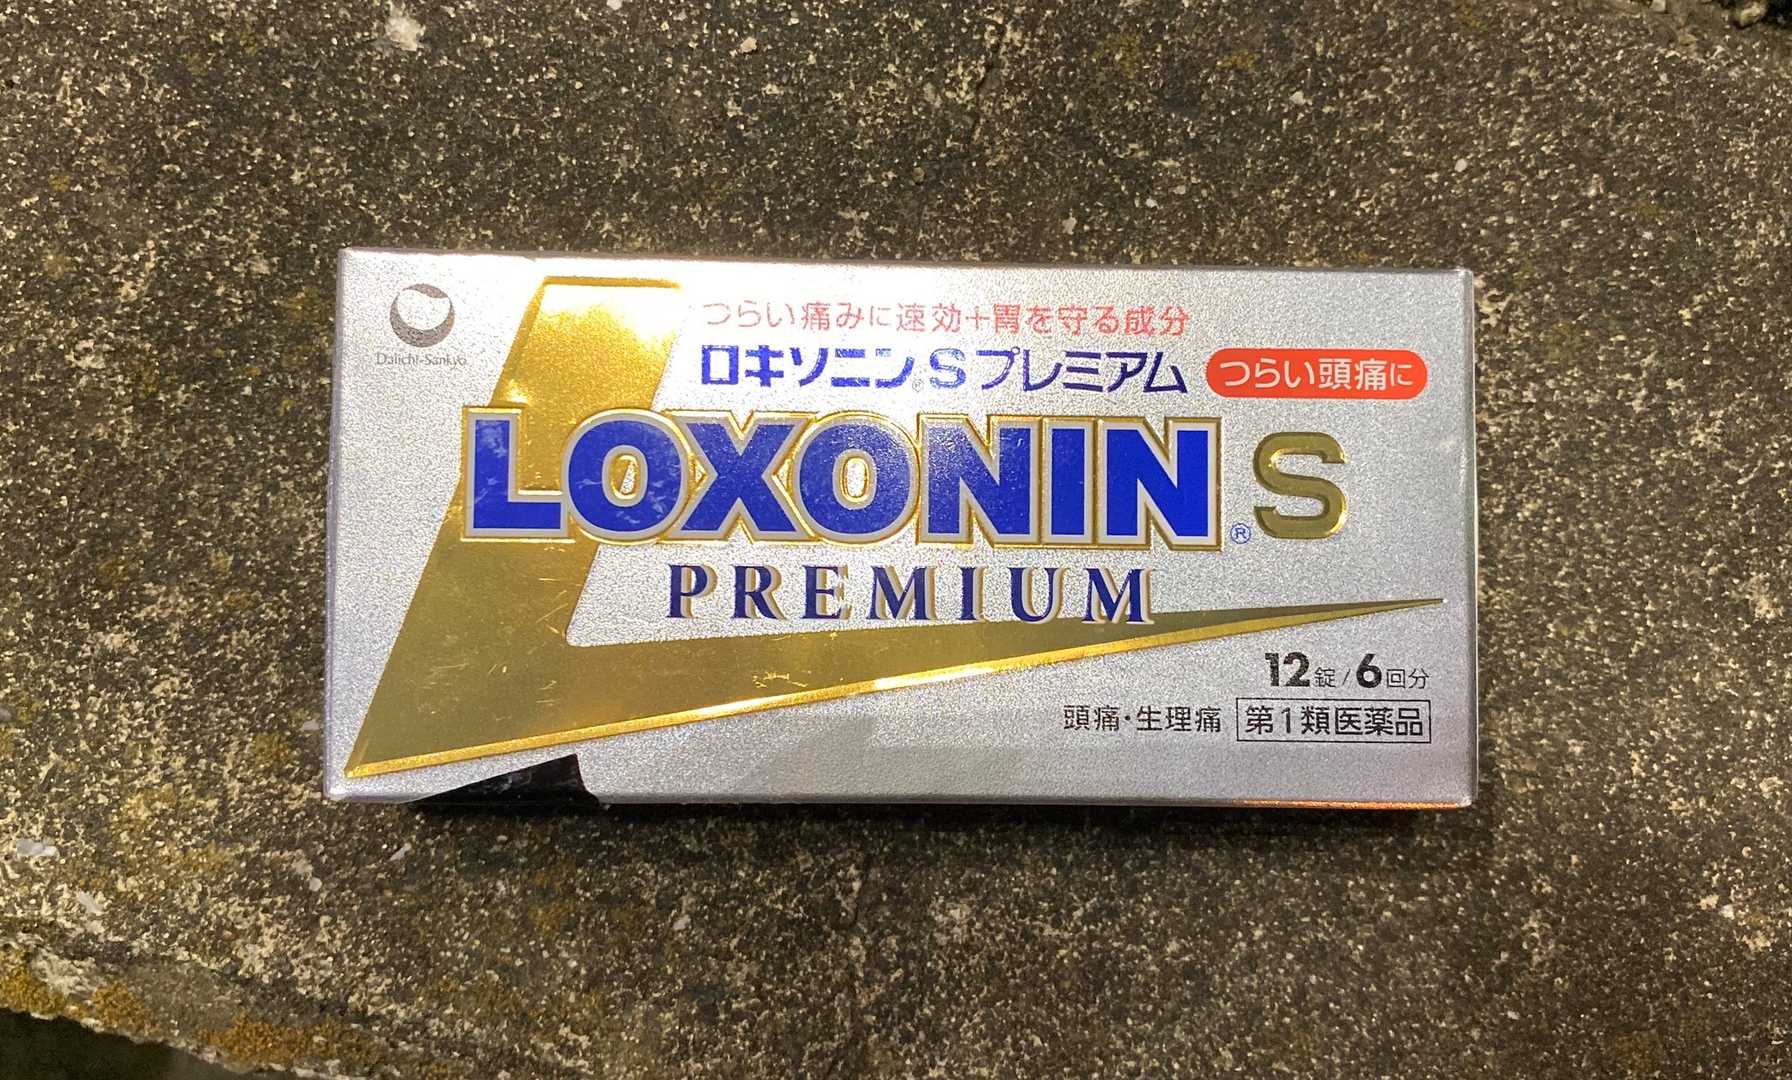 Daiichi-Sankyo
つらい痛みに速効+胃を守る成分
ロキソニンSプレミアム
つらい頭痛に
LOXONIN® S
PREMIUM
12錠/6回分
頭痛・生理痛 第1類医薬品